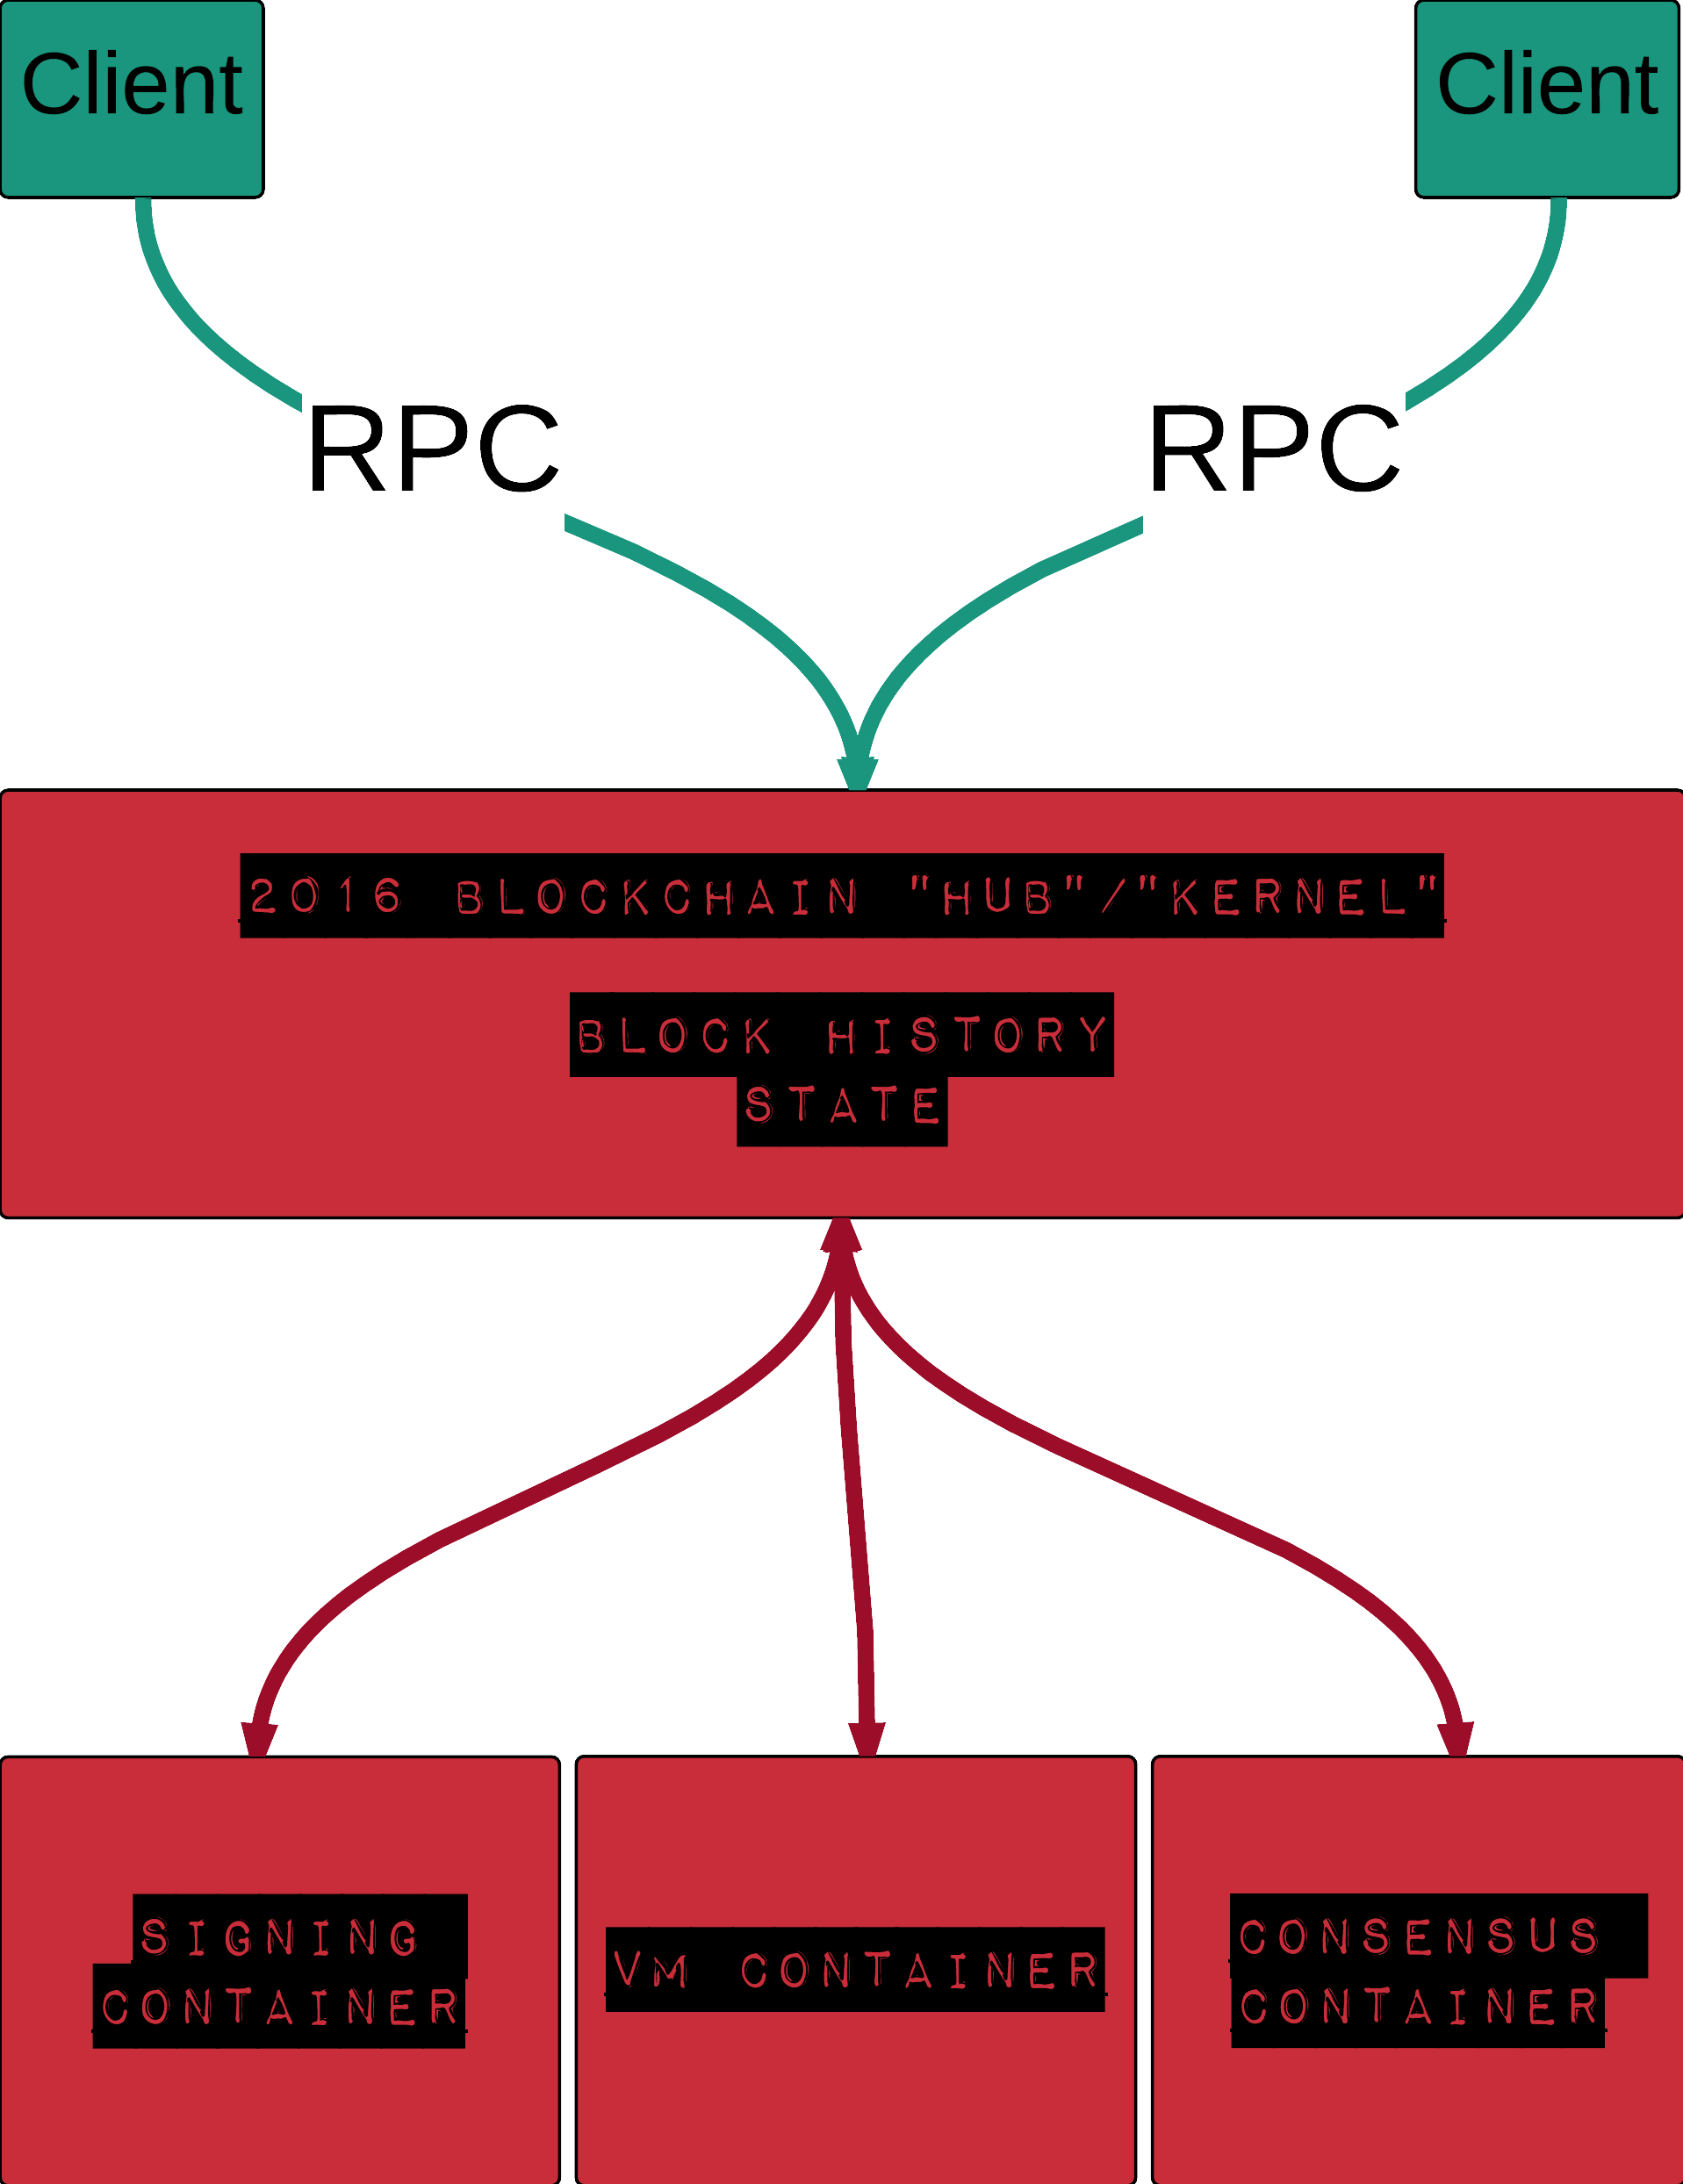 Client
Client
RPC
RPC
2016 BLOCKCHAIN "HUB"/"KERNEL"
BLOCK HISTORY
STATE
SIGNING
CONTAINER
VM CONTAINER
CONSENSUS
CONTAINER